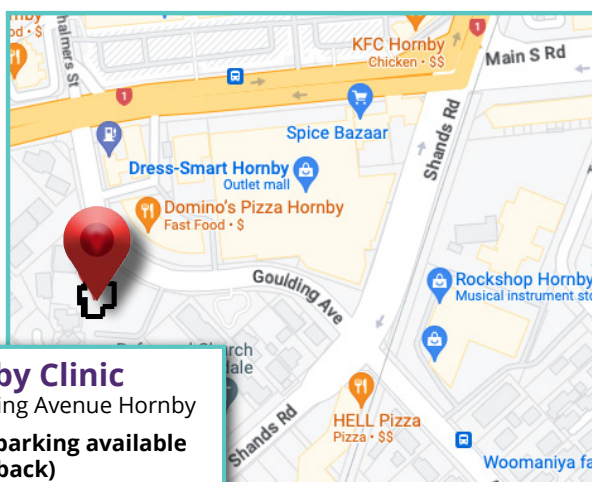 KFC Hornby
Chicken • $$
Main S Rd
1
1
Spice Bazaar
Shands Rd
Dress-Smart Hornby
Outlet mall
Domino's Pizza Hornby
Fast Food • $
Goulding Ave
Rockshop Hornby
Musical instrument sto
HELL Pizza
Pizza • $$
Shands Rd
Woomaniya fa
by Clinic
ing Avenue Hornby
parking available
back)